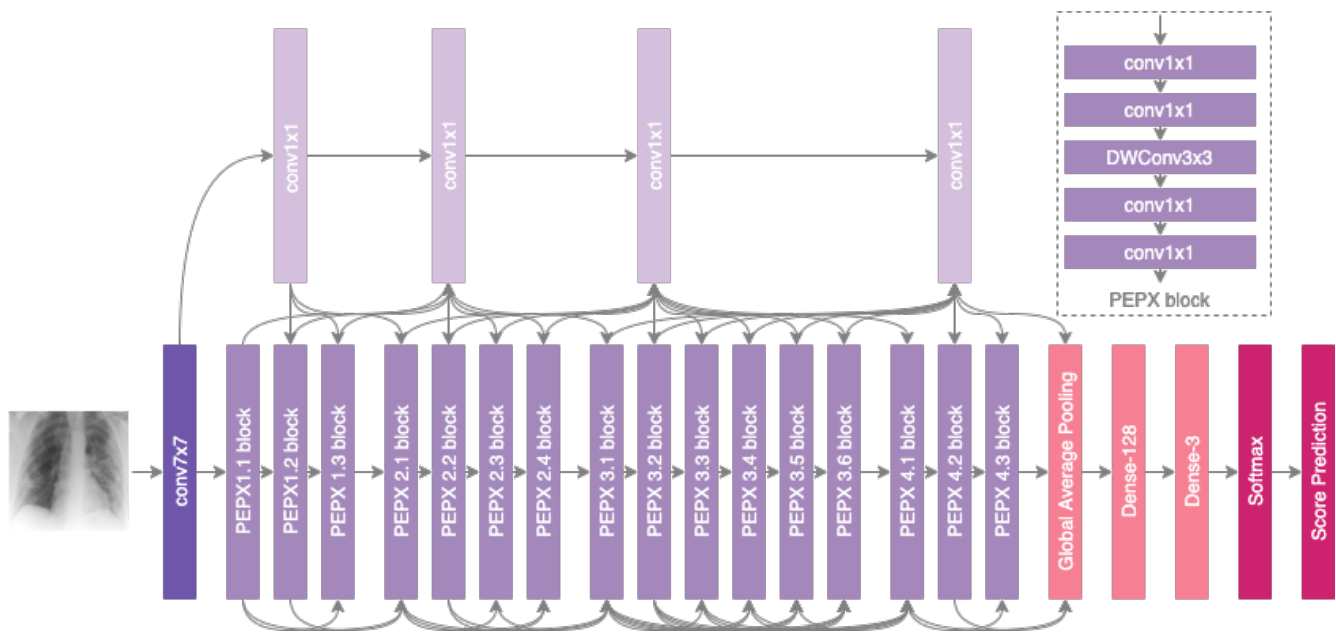 conv1x1
conv1x1
conv1x1
conv1x1
conv1x1
conv1x1
DWConv3x3
conv1x1
conv1x1
PEPX block
conv7x7
PEPX1.1 block
PEPX1.2 block
PEPX 1.3 block
PEPX 2.1 block
PEPX 2.2 block
PEPX 2.3 block
PEPX 2.4 block
PEPX 3.1 block
PEPX 3.2 block
PEPX 3.3 block
PEPX 3.4 block
PEPX 3.5 block
PEPX 3.6 block
PEPX 4.1 block
PEPX 4.2 block
PEPX 4.3 block
Global Average Pooling
Dense-128
Dense-3
Softmax
Score Prediction